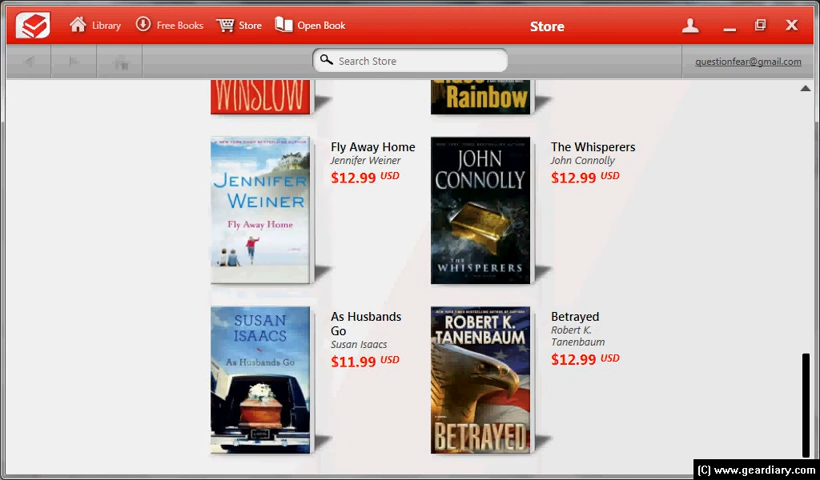 Library
Free Books
Store
Open Book
Store
Search Store
questionfear@gmail.com
WINSLOW
Rainbow
JENNIFER
WEINER
Fly Away Home
Fly Away Home
Jennifer Weiner
$12.99 USD
JOHN
CONNOLLY
THE
WHISPERERS
The Whisperers
John Connolly
$12.99 USD
SUSAN
ISAACS
As Husbands Go
As Husbands
Go
Susan Isaacs
$11.99 USD
ROBERT K.
TANENBAUM
BETRAYED
Betrayed
Robert K.
Tanenbaum
$12.99 USD
(C) www.geardiary.com